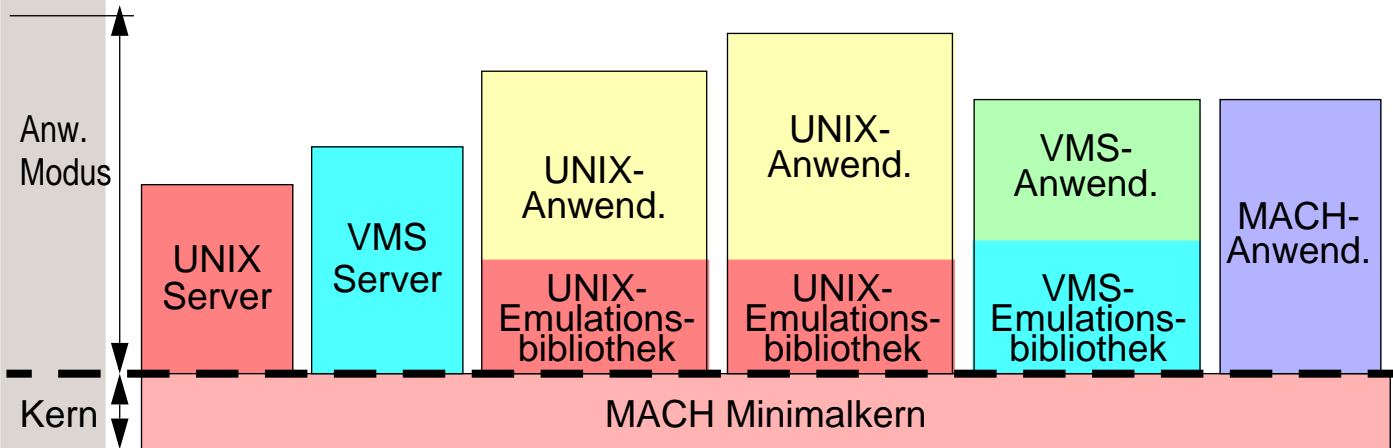 Anw.
Modus
UNIX
Server
VMS
Server
UNIX-
Anwend.
UNIX-
Emulations-
bibliothek
UNIX-
Anwend.
UNIX-
Emulations-
bibliothek
VMS-
Anwend.
VMS-
Emulations-
bibliothek
MACH-
Anwend.
Kern
MACH Minimalkern